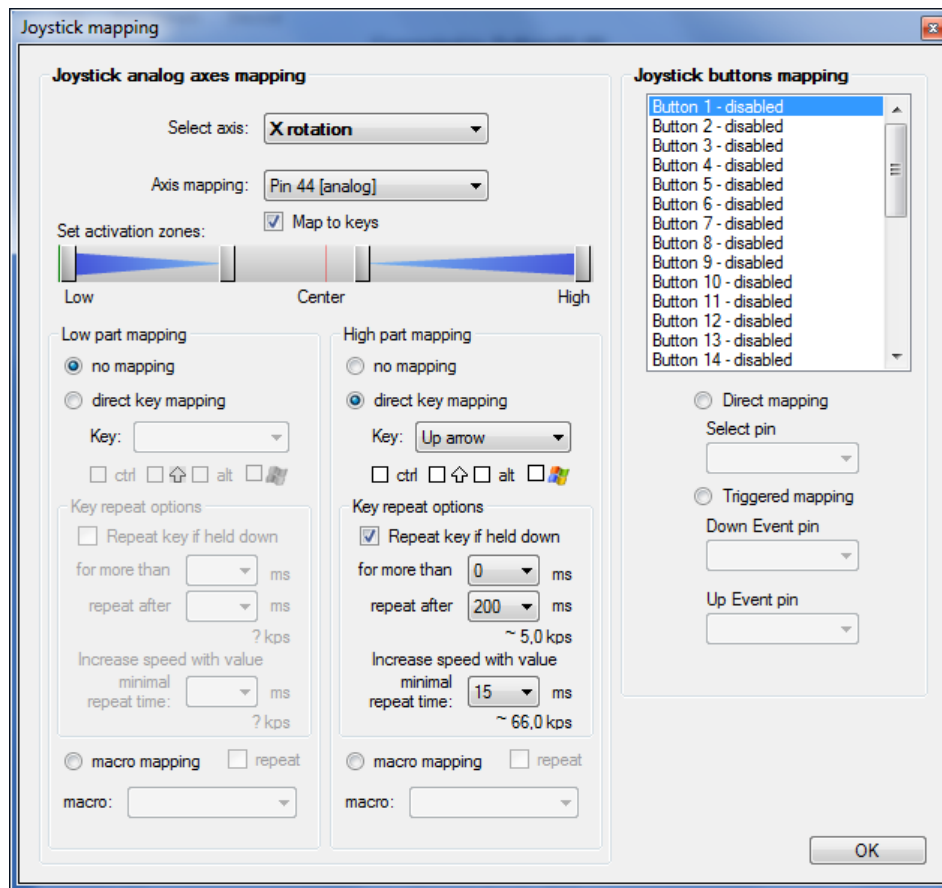 Joystick mapping
Joystick analog axes mapping
Select axis: X rotation
Axis mapping: Pin 44 [analog]
Map to keys
Set activation zones:
Low Center High
Low part mapping
no mapping
direct key mapping
Key:
ctrl alt
Key repeat options
Repeat key if held down
for more than ms
repeat after ms
? kps
Increase speed with value
minimal
repeat time: ms
? kps
macro mapping repeat
macro:
High part mapping
no mapping
direct key mapping
Key: Up arrow
ctrl alt
Key repeat options
Repeat key if held down
for more than 0 ms
repeat after 200 ms
~ 5,0 kps
Increase speed with value
minimal
repeat time: 15 ms
~ 66,0 kps
macro mapping repeat
macro:
Joystick buttons mapping
Button 1 - disabled
Button 2 - disabled
Button 3 - disabled
Button 4 - disabled
Button 5 - disabled
Button 6 - disabled
Button 7 - disabled
Button 8 - disabled
Button 9 - disabled
Button 10 - disabled
Button 11 - disabled
Button 12 - disabled
Button 13 - disabled
Button 14 - disabled
Direct mapping
Select pin
Triggered mapping
Down Event pin
Up Event pin
OK